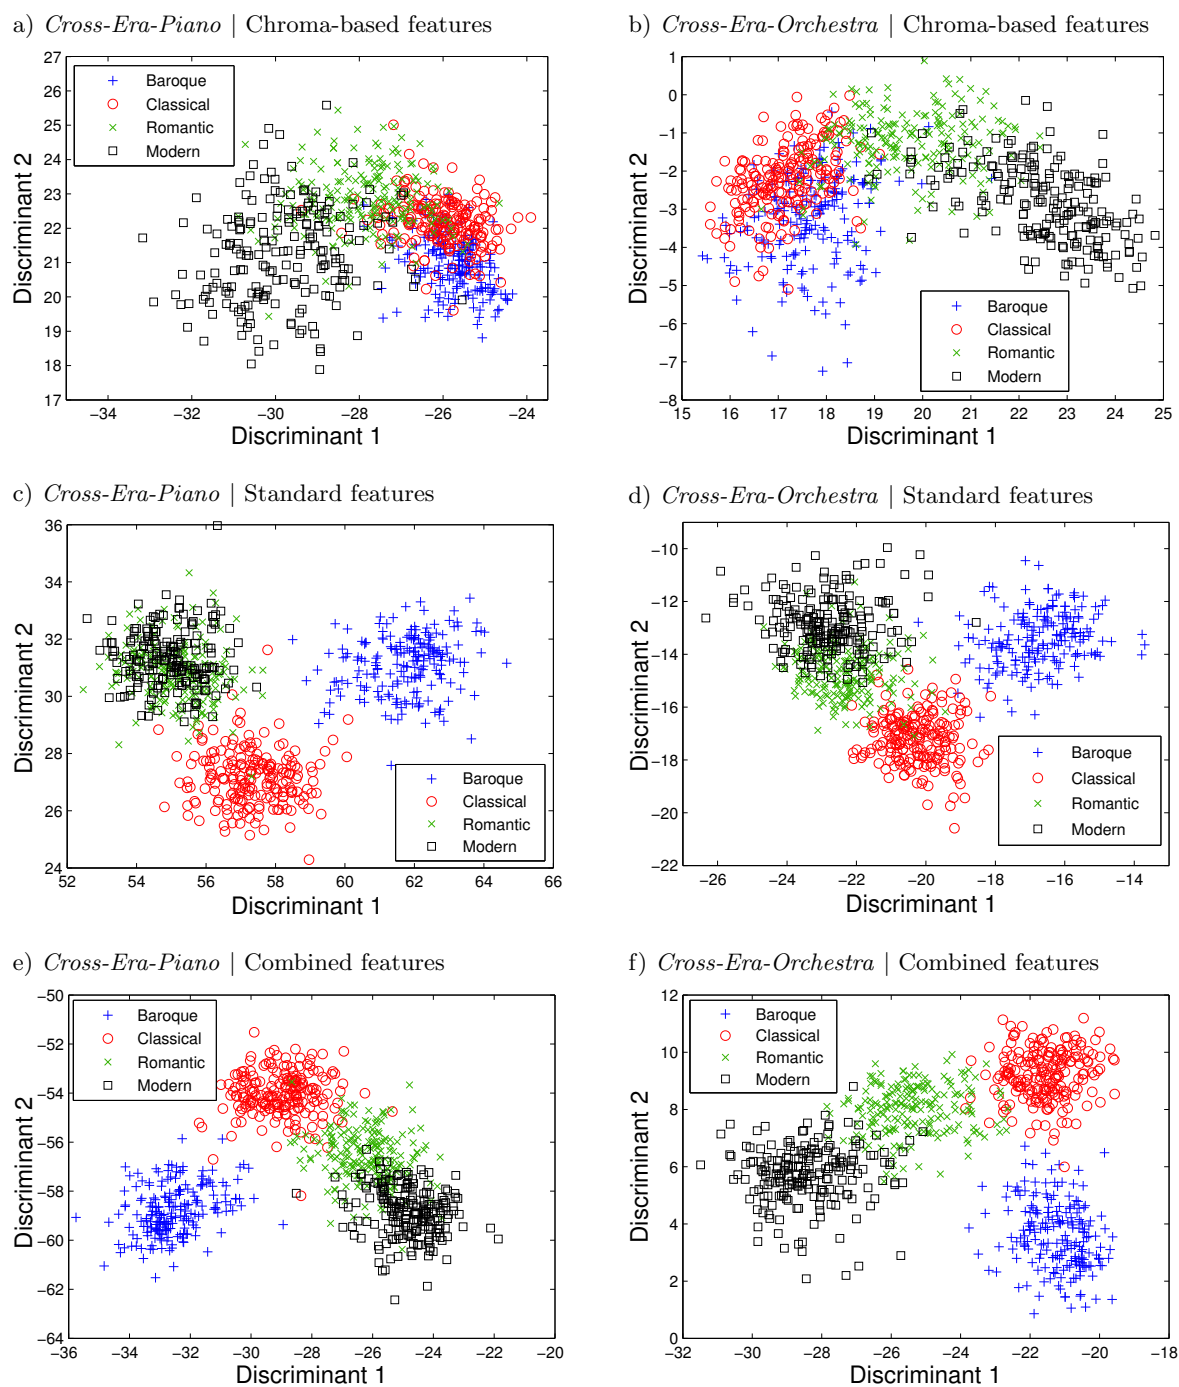 a) Cross-Era-Piano | Chroma-based features
27
26
25
24
23
22
21
20
19
18
17
Discriminant 2
Baroque
Classical
Romantic
Modern
−34 −32 −30 −28 −26 −24
Discriminant 1
b) Cross-Era-Orchestra | Chroma-based features
1
0
−1
−2
−3
−4
−5
−6
−7
−8
Discriminant 2
Baroque
Classical
Romantic
Modern
15 16 17 18 19 20 21 22 23 24 25
Discriminant 1
c) Cross-Era-Piano | Standard features
36
34
32
30
28
26
24
Discriminant 2
Baroque
Classical
Romantic
Modern
52 54 56 58 60 62 64 66
Discriminant 1
d) Cross-Era-Orchestra | Standard features
−10
−12
−14
−16
−18
−20
−22
Discriminant 2
Baroque
Classical
Romantic
Modern
−26 −24 −22 −20 −18 −16 −14
Discriminant 1
e) Cross-Era-Piano | Combined features
−50
−52
−54
−56
−58
−60
−62
−64
Discriminant 2
Baroque
Classical
Romantic
Modern
−36 −34 −32 −30 −28 −26 −24 −22 −20
Discriminant 1
f) Cross-Era-Orchestra | Combined features
12
10
8
6
4
2
0
Discriminant 2
Baroque
Classical
Romantic
Modern
−32 −30 −28 −26 −24 −22 −20 −18
Discriminant 1